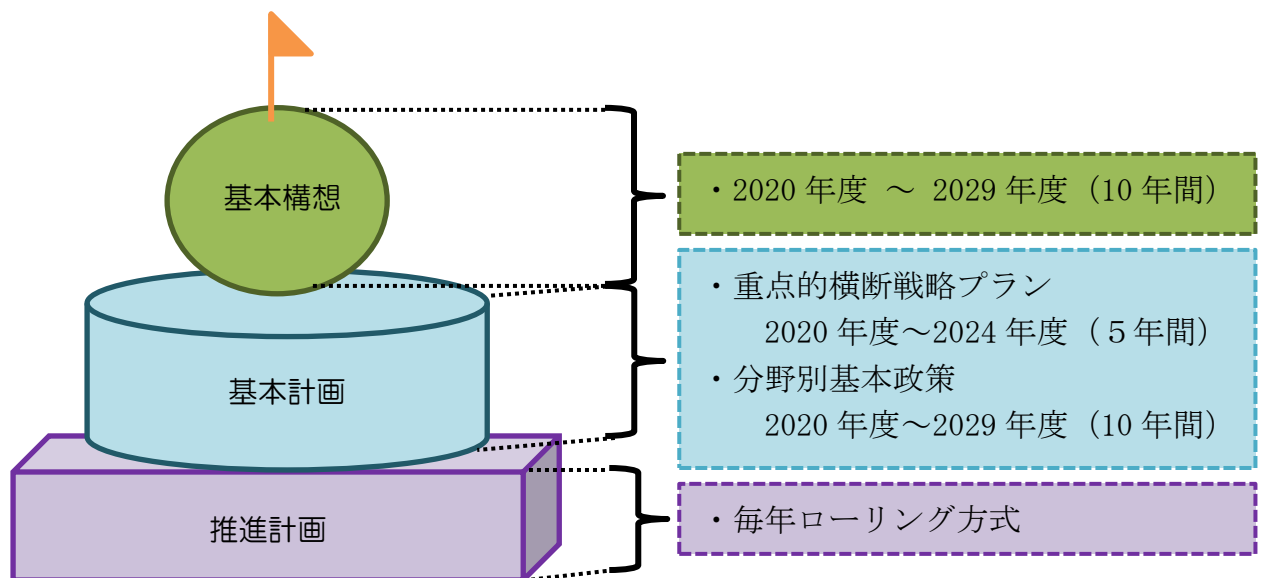 基本構想
・2020 年度 ～ 2029 年度（10 年間）
基本計画
・重点的横断戦略プラン
2020 年度～2024 年度（５年間）
・分野別基本政策
2020 年度～2029 年度（10 年間）
推進計画
・毎年ローリング方式